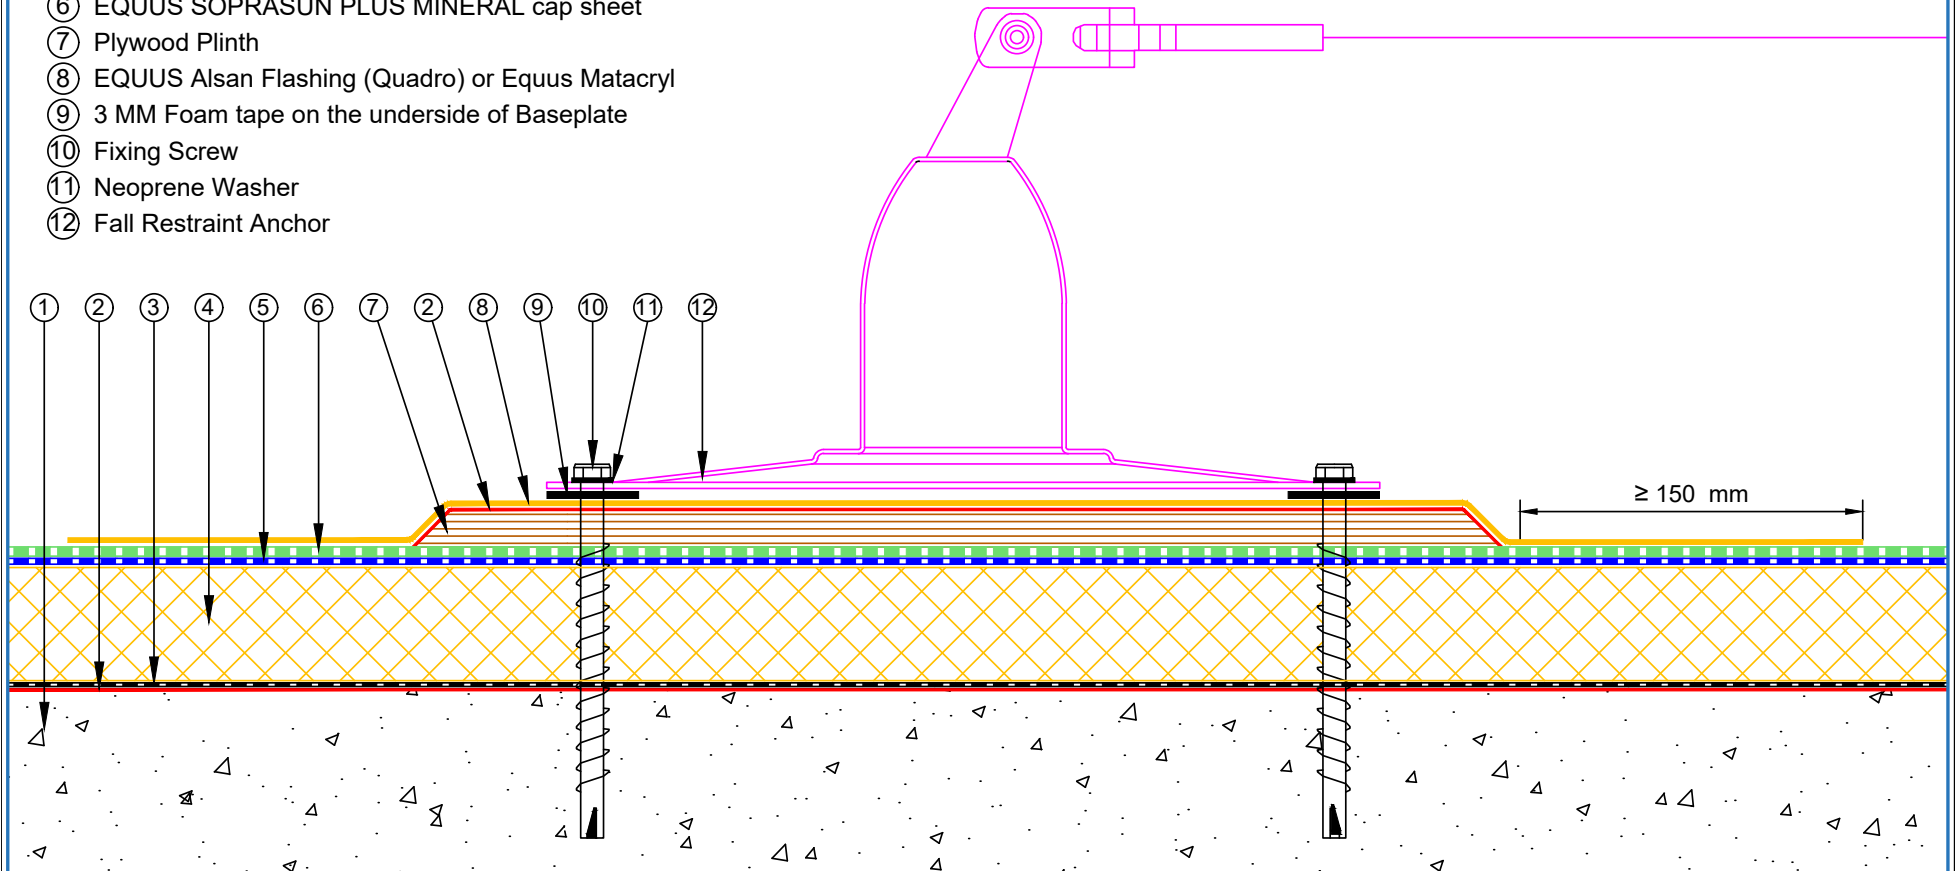 6 EQUUS SOPRASUN PLUS MINERAL cap sheet
7 Plywood Plinth
8 EQUUS Alsan Flashing (Quadro) or Equus Matacryl
9 3 MM Foam tape on the underside of Baseplate
10 Fixing Screw
11 Neoprene Washer
12 Fall Restraint Anchor
1 2 3 4 5 6 7 2 8 9 10 11 12
≥ 150 mm